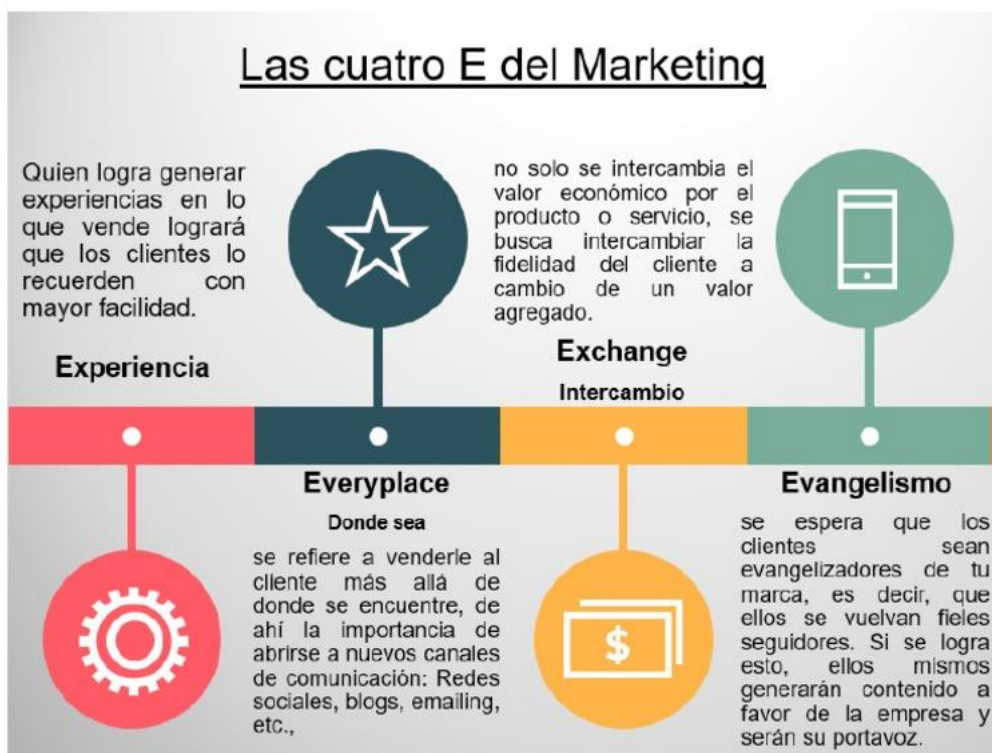 Las cuatro E del Marketing
Quien logra generar
experiencias en lo
que vende logrará
que los clientes lo
recuerden con
mayor facilidad.
Experiencia
Everyplace
Donde sea
se refiere a venderle al
cliente más allá de
donde se encuentre, de
ahí la importancia de
abrirse a nuevos canales
de comunicación: Redes
sociales, blogs, emailing,
etc.,
no solo se intercambia el
valor económico por el
producto o servicio, se
busca intercambiar la
fidelidad del cliente a
cambio de un valor
agregado.
Exchange
Intercambio
$
Evangelismo
se espera que los
clientes sean
evangelizadores de tu
marca, es decir, que
ellos se vuelvan fieles
seguidores. Si se logra
esto, ellos mismos
generarán contenido a
favor de la empresa y
serán su portavoz.